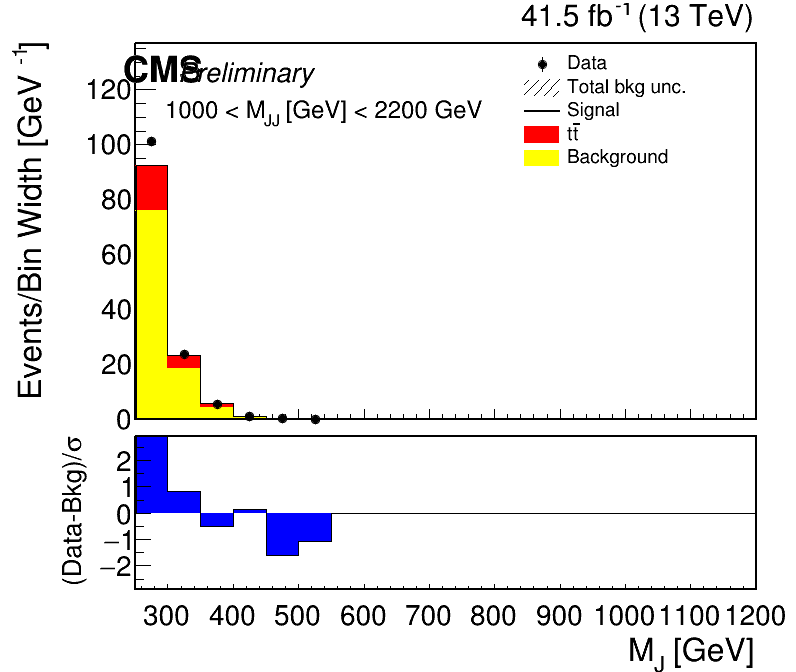 41.5 fb⁻¹ (13 TeV)
CMS Preliminary
1000 < M_JJ [GeV] < 2200 GeV
Data
Total bkg unc.
Signal
tt̄
Background
Events/Bin Width [GeV⁻¹]
120
100
80
60
40
20
0
(Data-Bkg)/σ
2
1
0
−1
−2
300 400 500 600 700 800 900 1000 1100 1200
M_J [GeV]